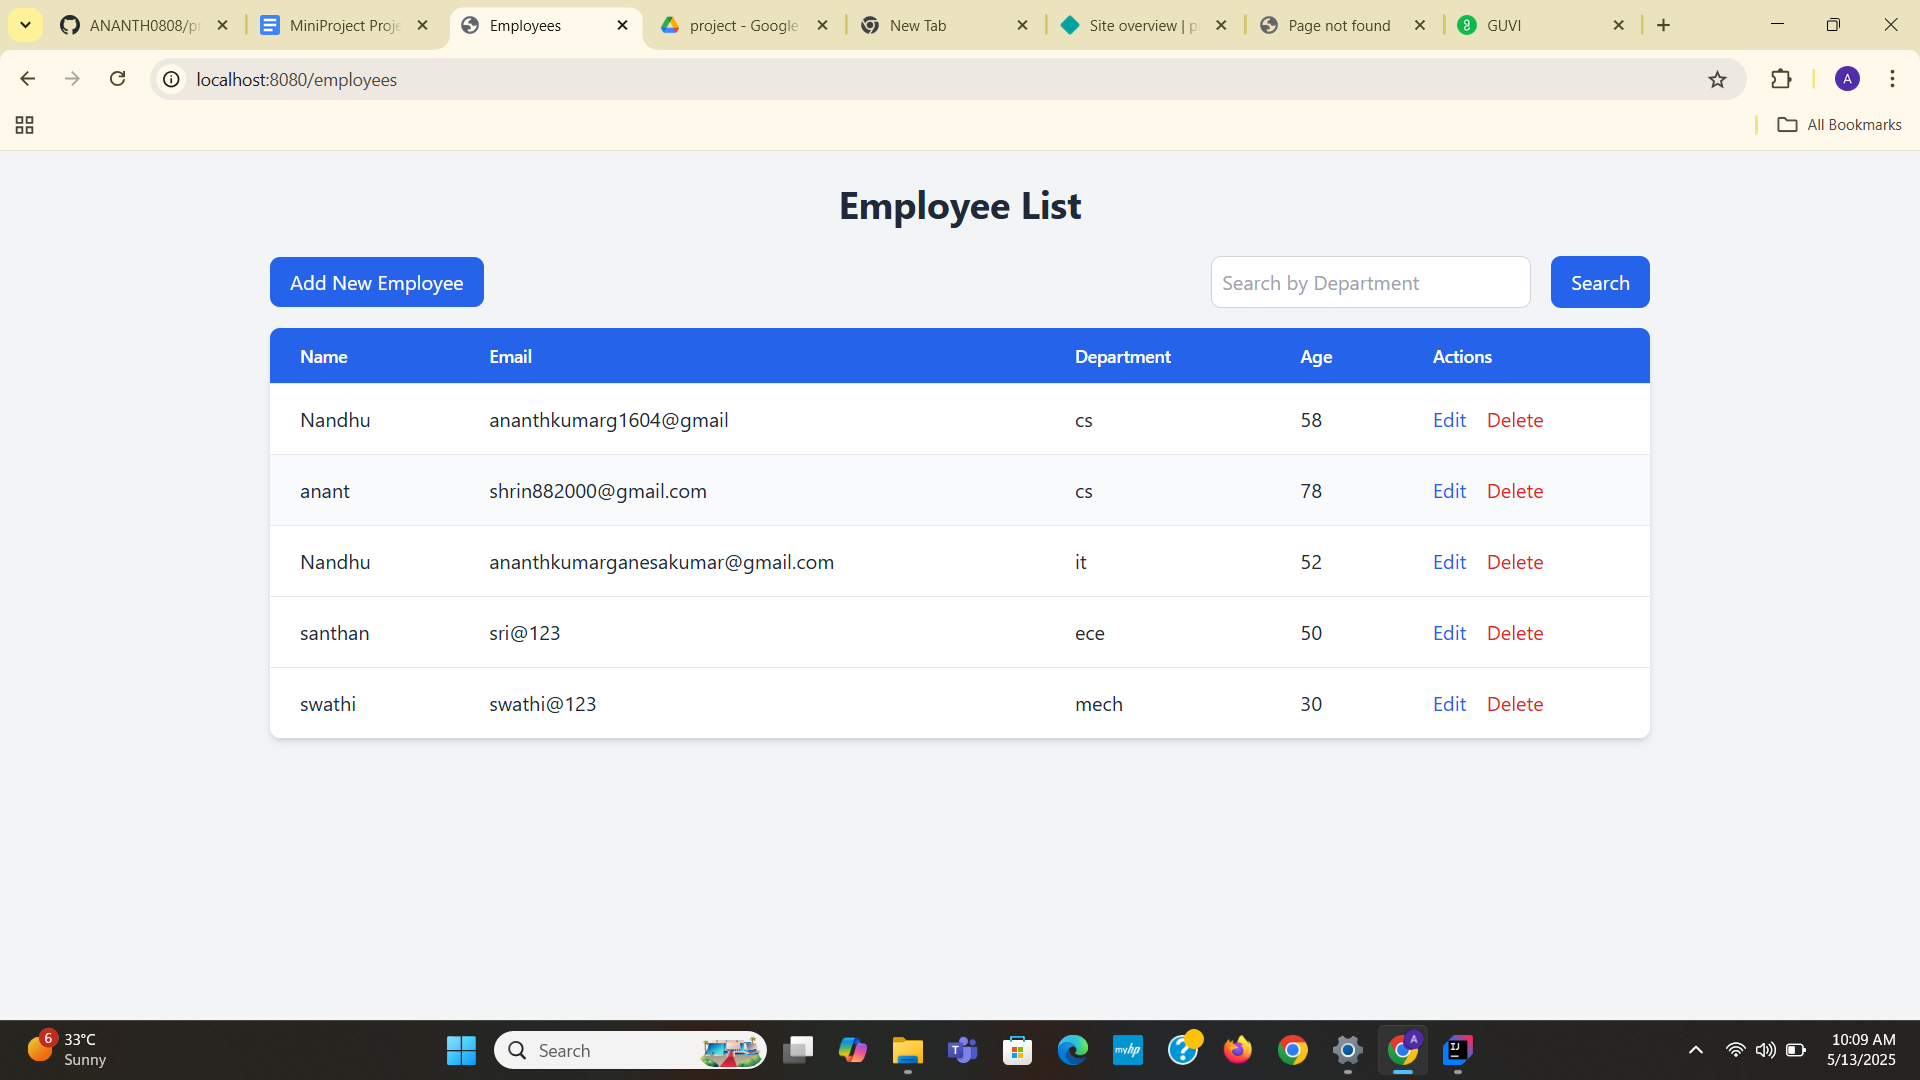 ANANTH0808/pr
MiniProject Proje
Employees
project - Google
New Tab
Site overview | p
Page not found
GUVI
localhost:8080/employees
A
All Bookmarks
Employee List
Add New Employee
Search by Department
Search
Name Email Department Age Actions
Nandhu ananthkumarg1604@gmail cs 58 Edit Delete
anant shrin882000@gmail.com cs 78 Edit Delete
Nandhu ananthkumarganesakumar@gmail.com it 52 Edit Delete
santhan sri@123 ece 50 Edit Delete
swathi swathi@123 mech 30 Edit Delete
6
33°C
Sunny
Search
myhp
A
10:09 AM
5/13/2025